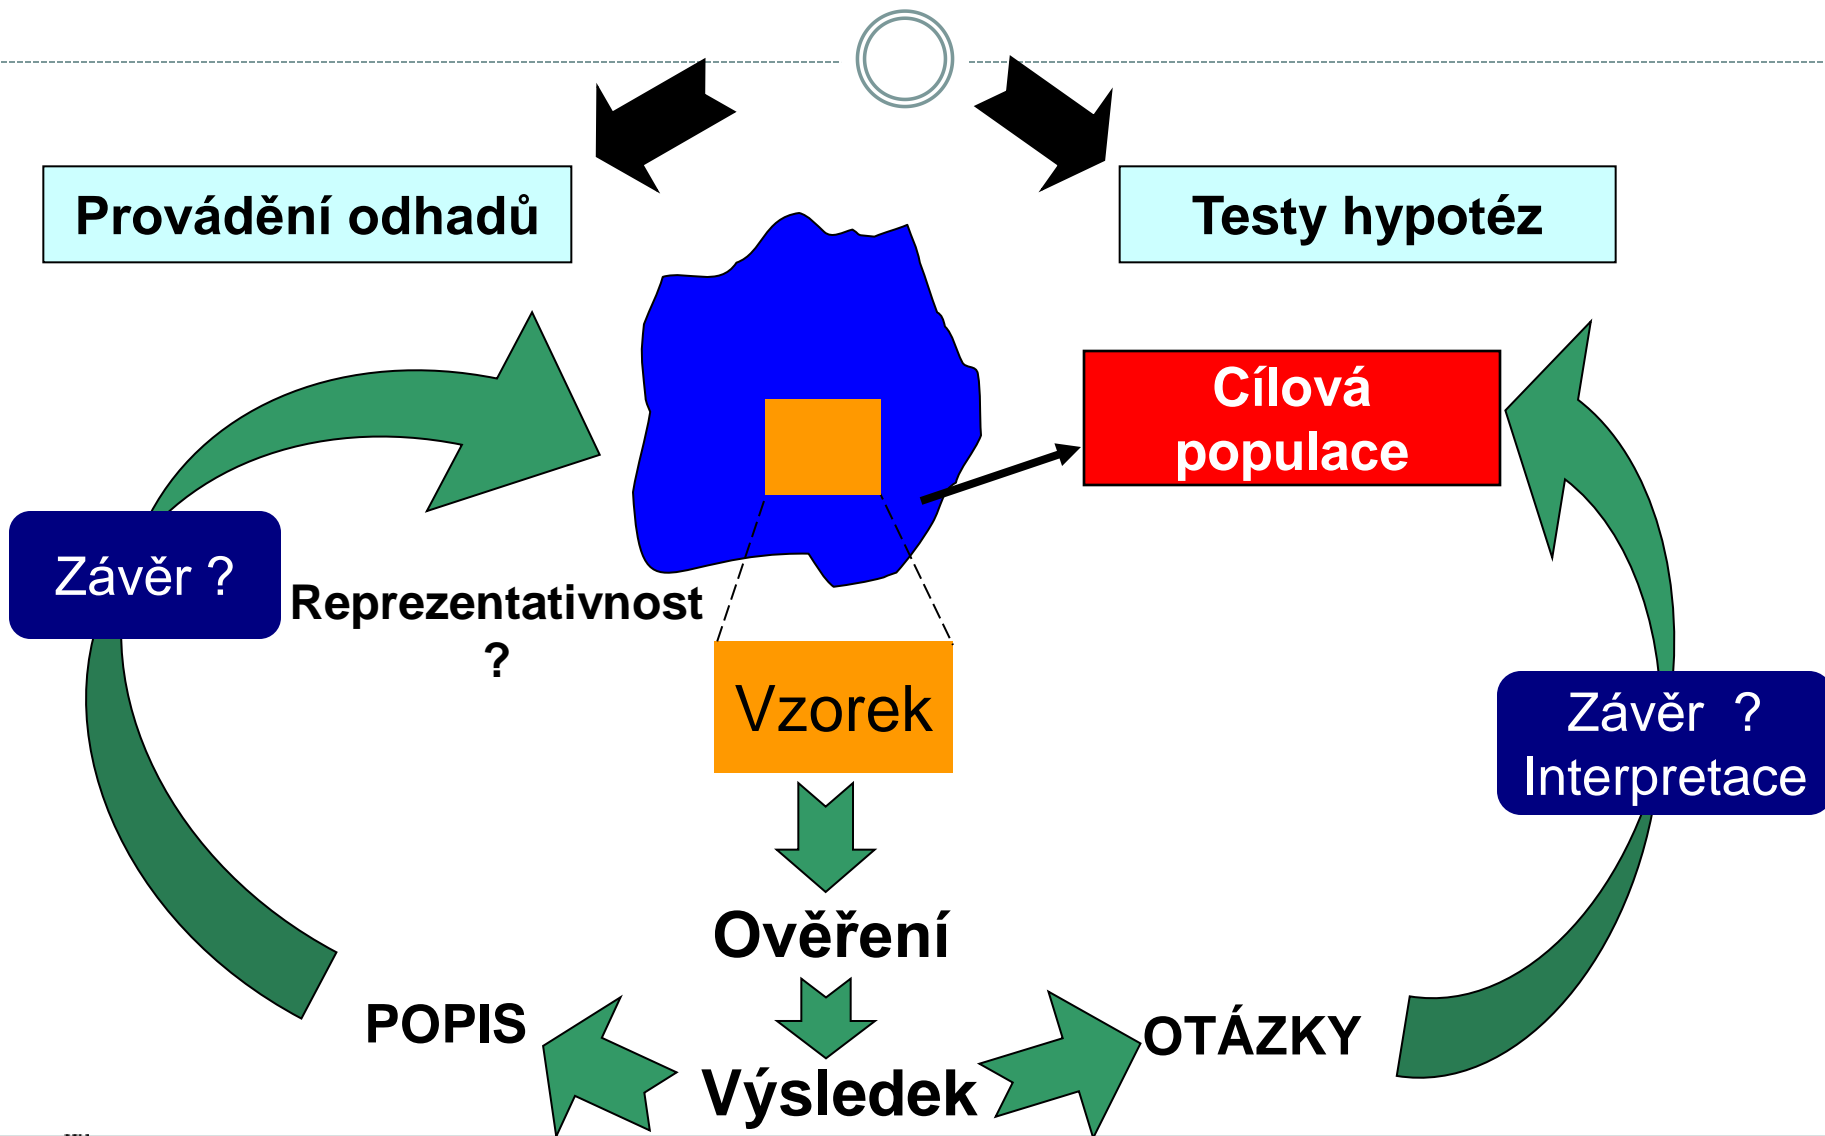 Provádění odhadů
Testy hypotéz
Cílová
populace
Závěr ?
Reprezentativnost
?
Vzorek
Závěr ?
Interpretace
Ověření
POPIS
OTÁZKY
Výsledek